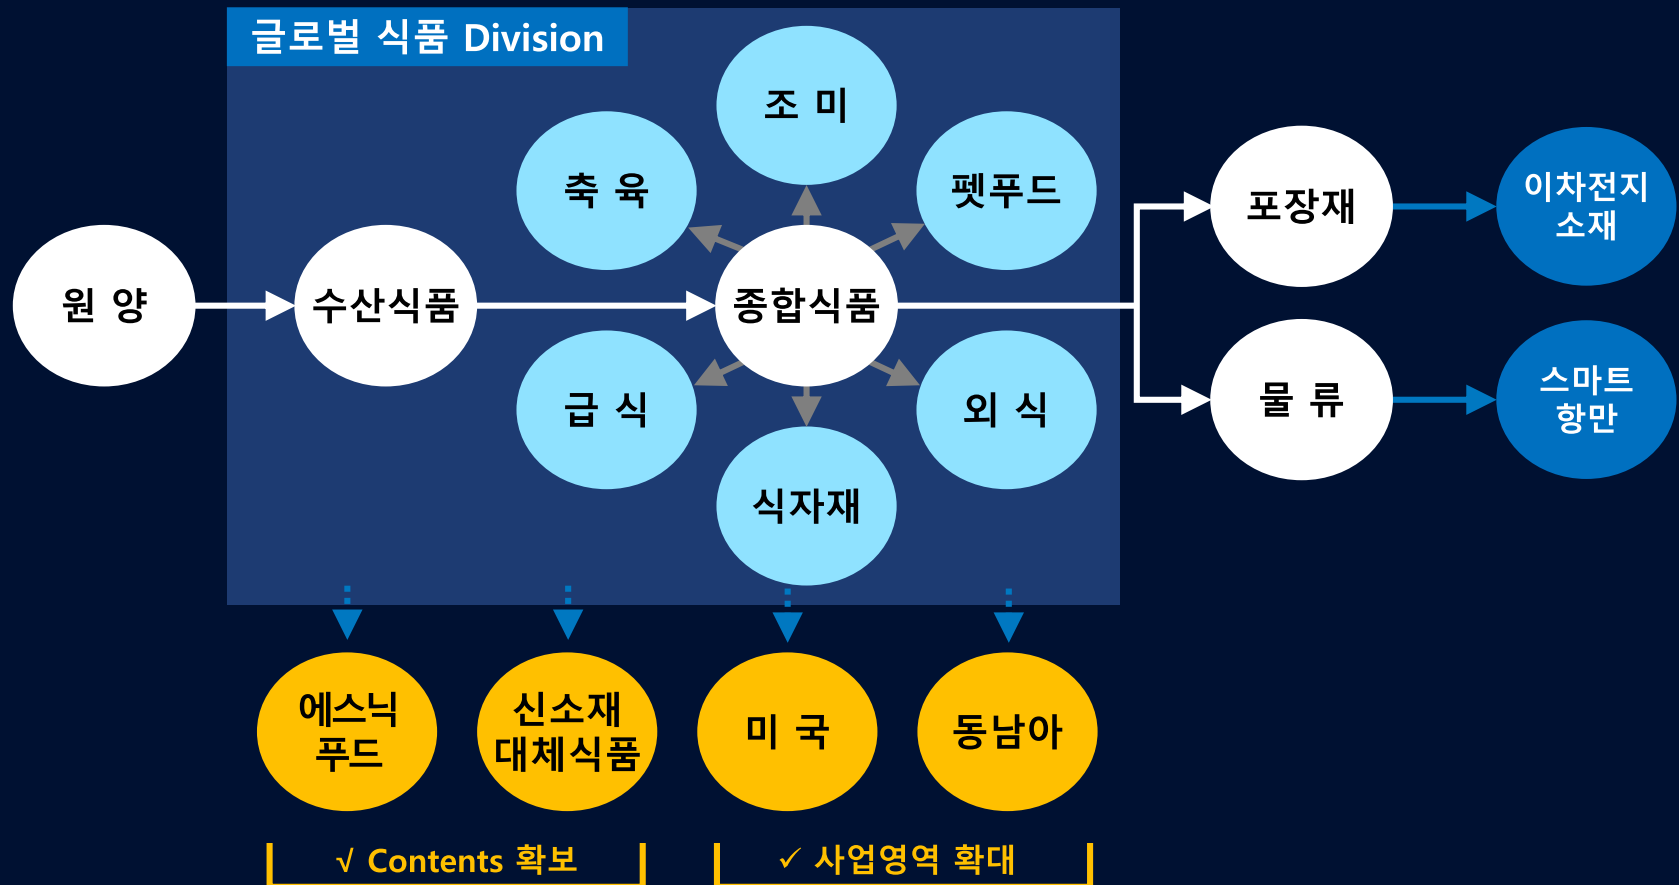 글로벌 식품 Division
조 미
축 육
펫푸드
원 양
수산식품
종합식품
급 식
외 식
식자재
포장재
이차전지
소재
물 류
스마트
항만
에스닉
푸드
신소재
대체식품
미 국
동남아
√ Contents 확보
✓ 사업영역 확대